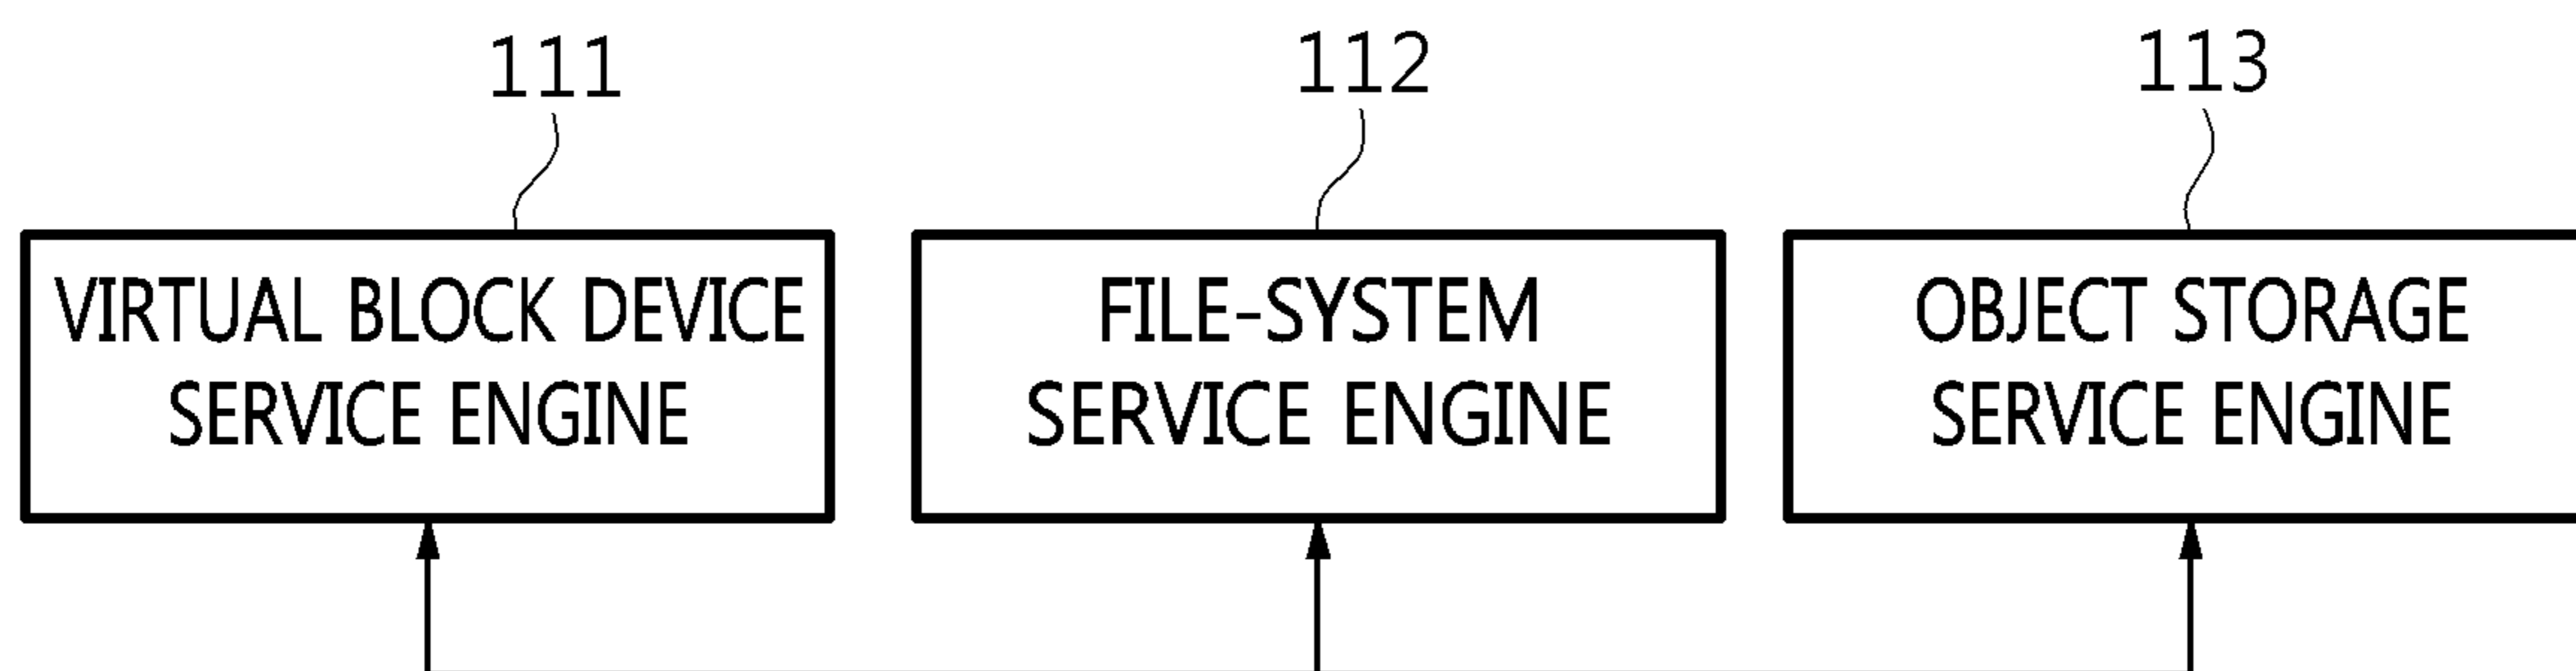 111
112
113
VIRTUAL BLOCK DEVICE
SERVICE ENGINE
FILE-SYSTEM
SERVICE ENGINE
OBJECT STORAGE
SERVICE ENGINE